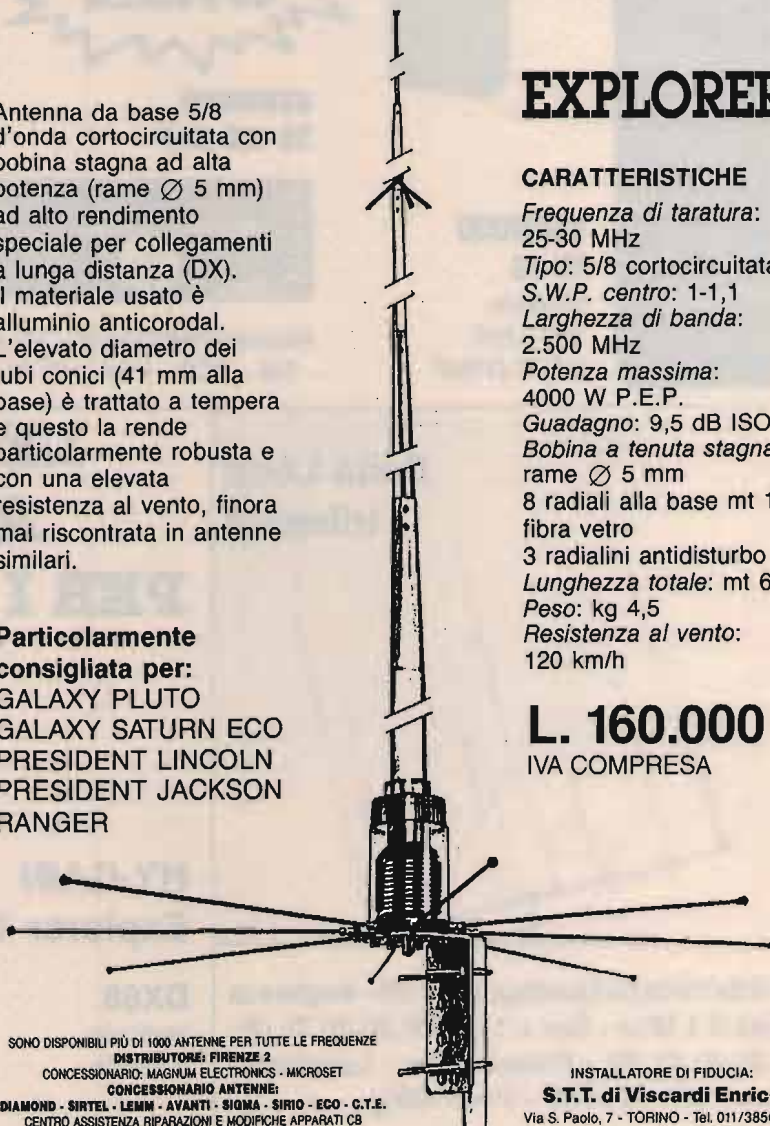 Antenna da base 5/8
d'onda cortocircuitata con
bobina stagna ad alta
potenza (rame ∅ 5 mm)
ad alto rendimento
speciale per collegamenti
a lunga distanza (DX).
Il materiale usato è
alluminio anticorodal.
L'elevato diametro dei
tubi conici (41 mm alla
base) è trattato a tempera
e questo la rende
particolarmente robusta e
con una elevata
resistenza al vento, finora
mai riscontrata in antenne
similari.
Particolarmente
consigliata per:
GALAXY PLUTO
GALAXY SATURN ECO
PRESIDENT LINCOLN
PRESIDENT JACKSON
RANGER
EXPLORER
CARATTERISTICHE
Frequenza di taratura:
25-30 MHz
Tipo: 5/8 cortocircuitata
S.W.P. centro: 1-1,1
Larghezza di banda:
2.500 MHz
Potenza massima:
4000 W P.E.P.
Guadagno: 9,5 dB ISO
Bobina a tenuta stagna
rame ∅ 5 mm
8 radiali alla base mt
fibra vetro
3 radialini antidisturbo
Lunghezza totale: mt
Peso: kg 4,5
Resistenza al vento:
120 km/h
L. 160.000
IVA COMPRESA
SONO DISPONIBILI PIÙ DI 1000 ANTENNE PER TUTTE LE FREQUENZE
DISTRIBUTORE: FIRENZE 2
CONCESSIONARIO: MAGNUM ELECTRONICS - MICROSET
CONCESSIONARIO ANTENNE:
DIAMOND - SIRTEL - LEMM - AVANTI - SIGMA - SIRIO - ECO - C.T.E.
CENTRO ASSISTENZA RIPARAZIONI E MODIFICHE APPARATI CB
INSTALLATORE DI FIDUCIA:
S.T.T. di Viscardi Enric
Via S. Paolo, 7 - TORINO - Tel. 011/385